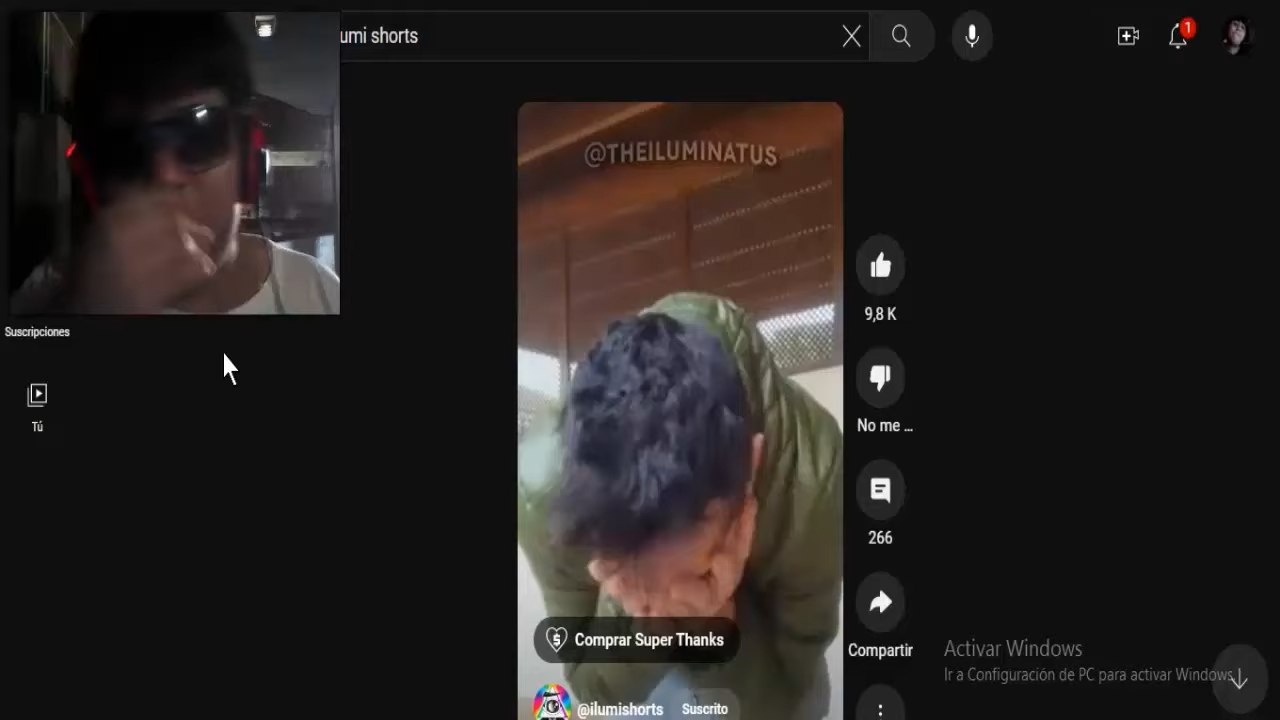 umi shorts
1
@THEILUMINATUS
9,8 K
Suscripciones
Tú
No me ...
266
Comprar Super Thanks
Compartir
Activar Windows
Ir a Configuración de PC para activar Windows.
@ilumishorts
Suscrito